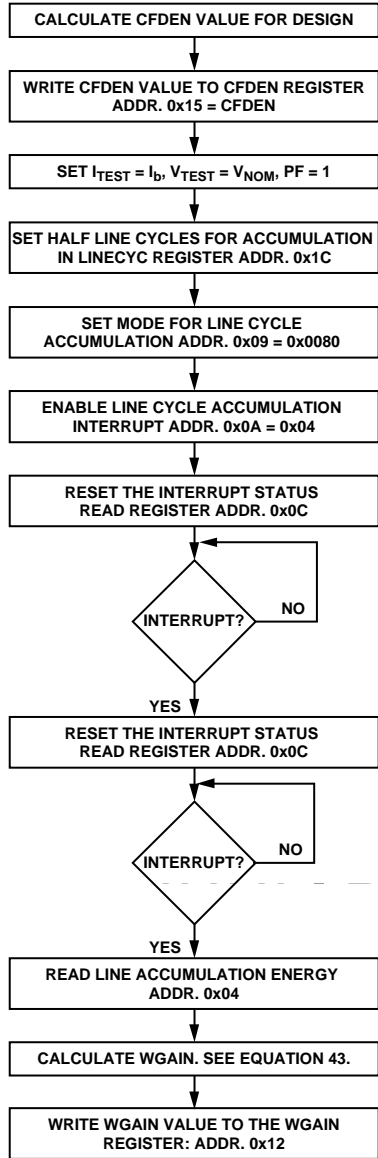 CALCULATE CFDEN VALUE FOR DESIGN
WRITE CFDEN VALUE TO CFDEN REGISTER
ADDR. 0x15 = CFDEN
SET ITEST = Ib, VTEST = VNOM, PF = 1
SET HALF LINE CYCLES FOR ACCUMULATION
IN LINECYC REGISTER ADDR. 0x1C
SET MODE FOR LINE CYCLE
ACCUMULATION ADDR. 0x09 = 0x0080
ENABLE LINE CYCLE ACCUMULATION
INTERRUPT ADDR. 0x0A = 0x04
RESET THE INTERRUPT STATUS
READ REGISTER ADDR. 0x0C
INTERRUPT?
NO
YES
RESET THE INTERRUPT STATUS
READ REGISTER ADDR. 0x0C
INTERRUPT?
NO
YES
READ LINE ACCUMULATION ENERGY
ADDR. 0x04
CALCULATE WGAIN. SEE EQUATION 43.
WRITE WGAIN VALUE TO THE WGAIN
REGISTER: ADDR. 0x12